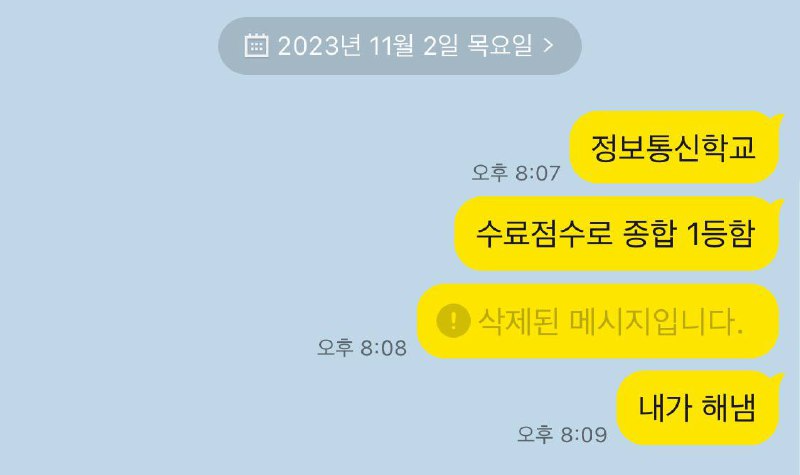 2023년 11월 2일 목요일 >
정보통신학교
오후 8:07
수료점수로 종합 1등함
삭제된 메시지입니다.
오후 8:08
내가 해냄
오후 8:09